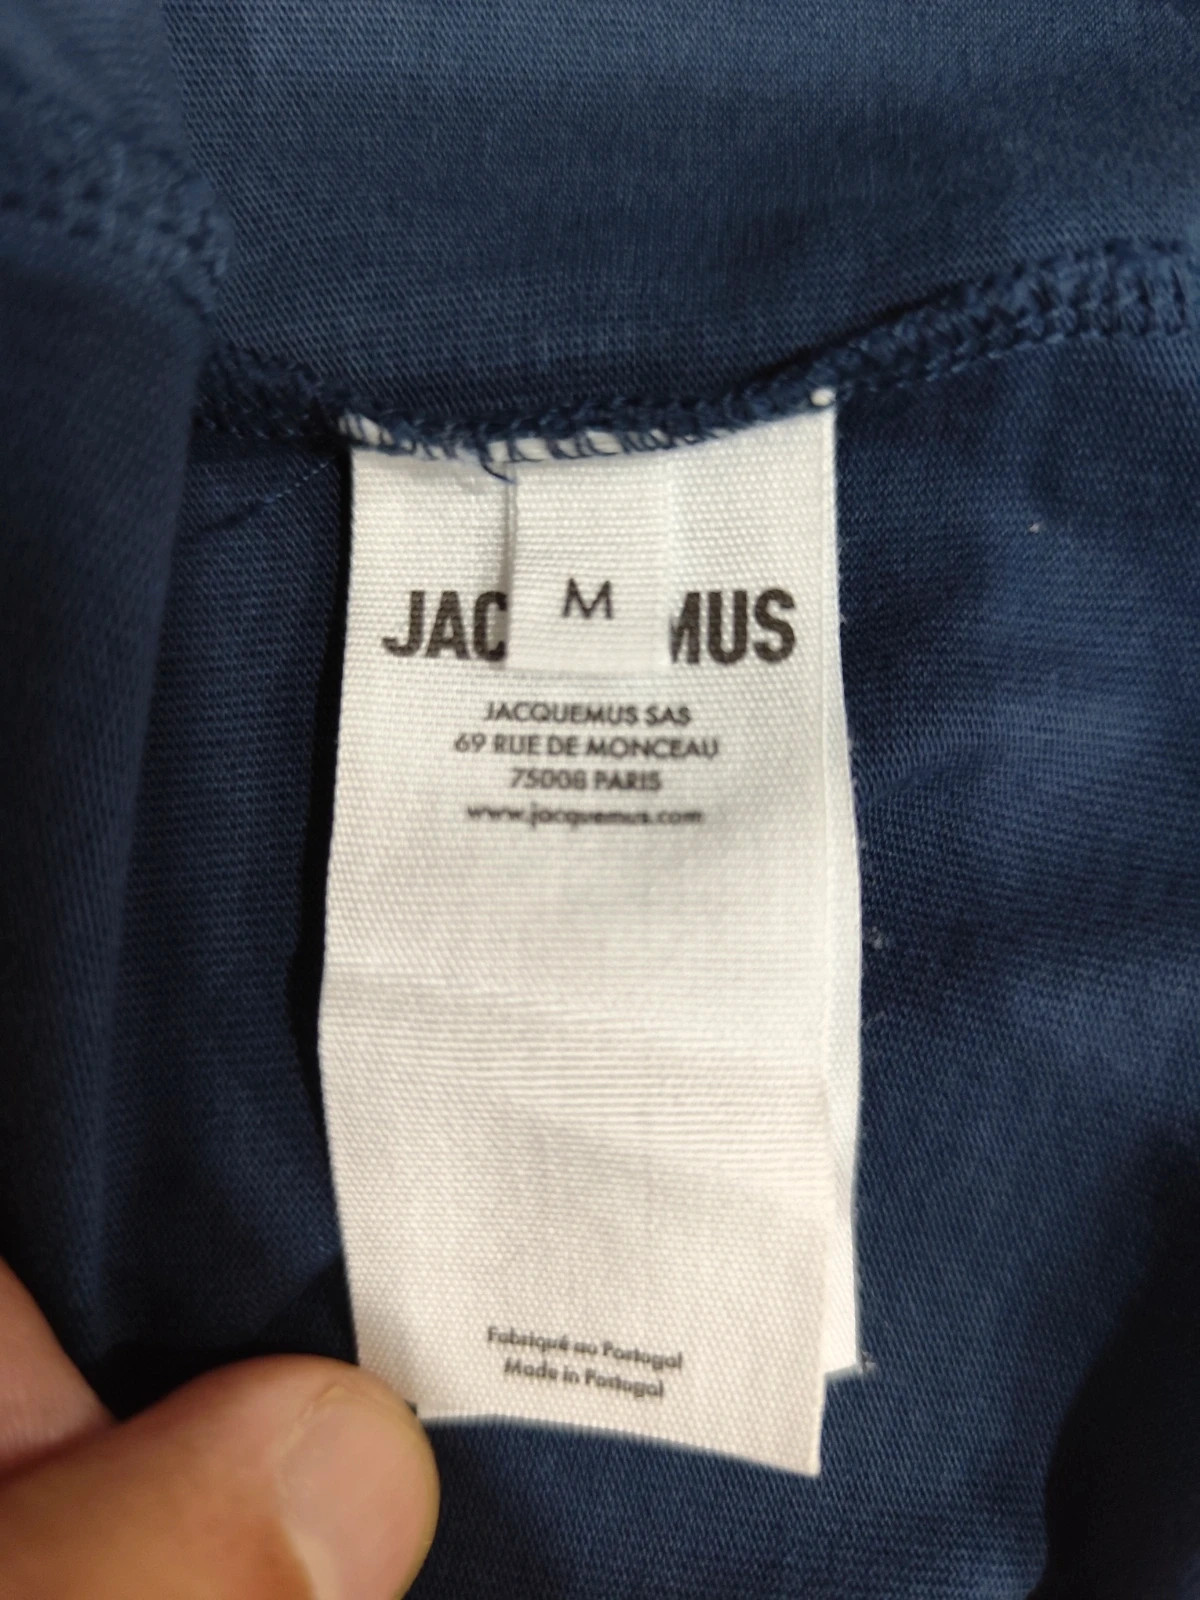 M
JAC MUS
JACQUEMUS SAS
69 RUE DE MONCEAU
75008 PARIS
www.jacquemus.com
Fabriqué au Portugal
Made in Portugal